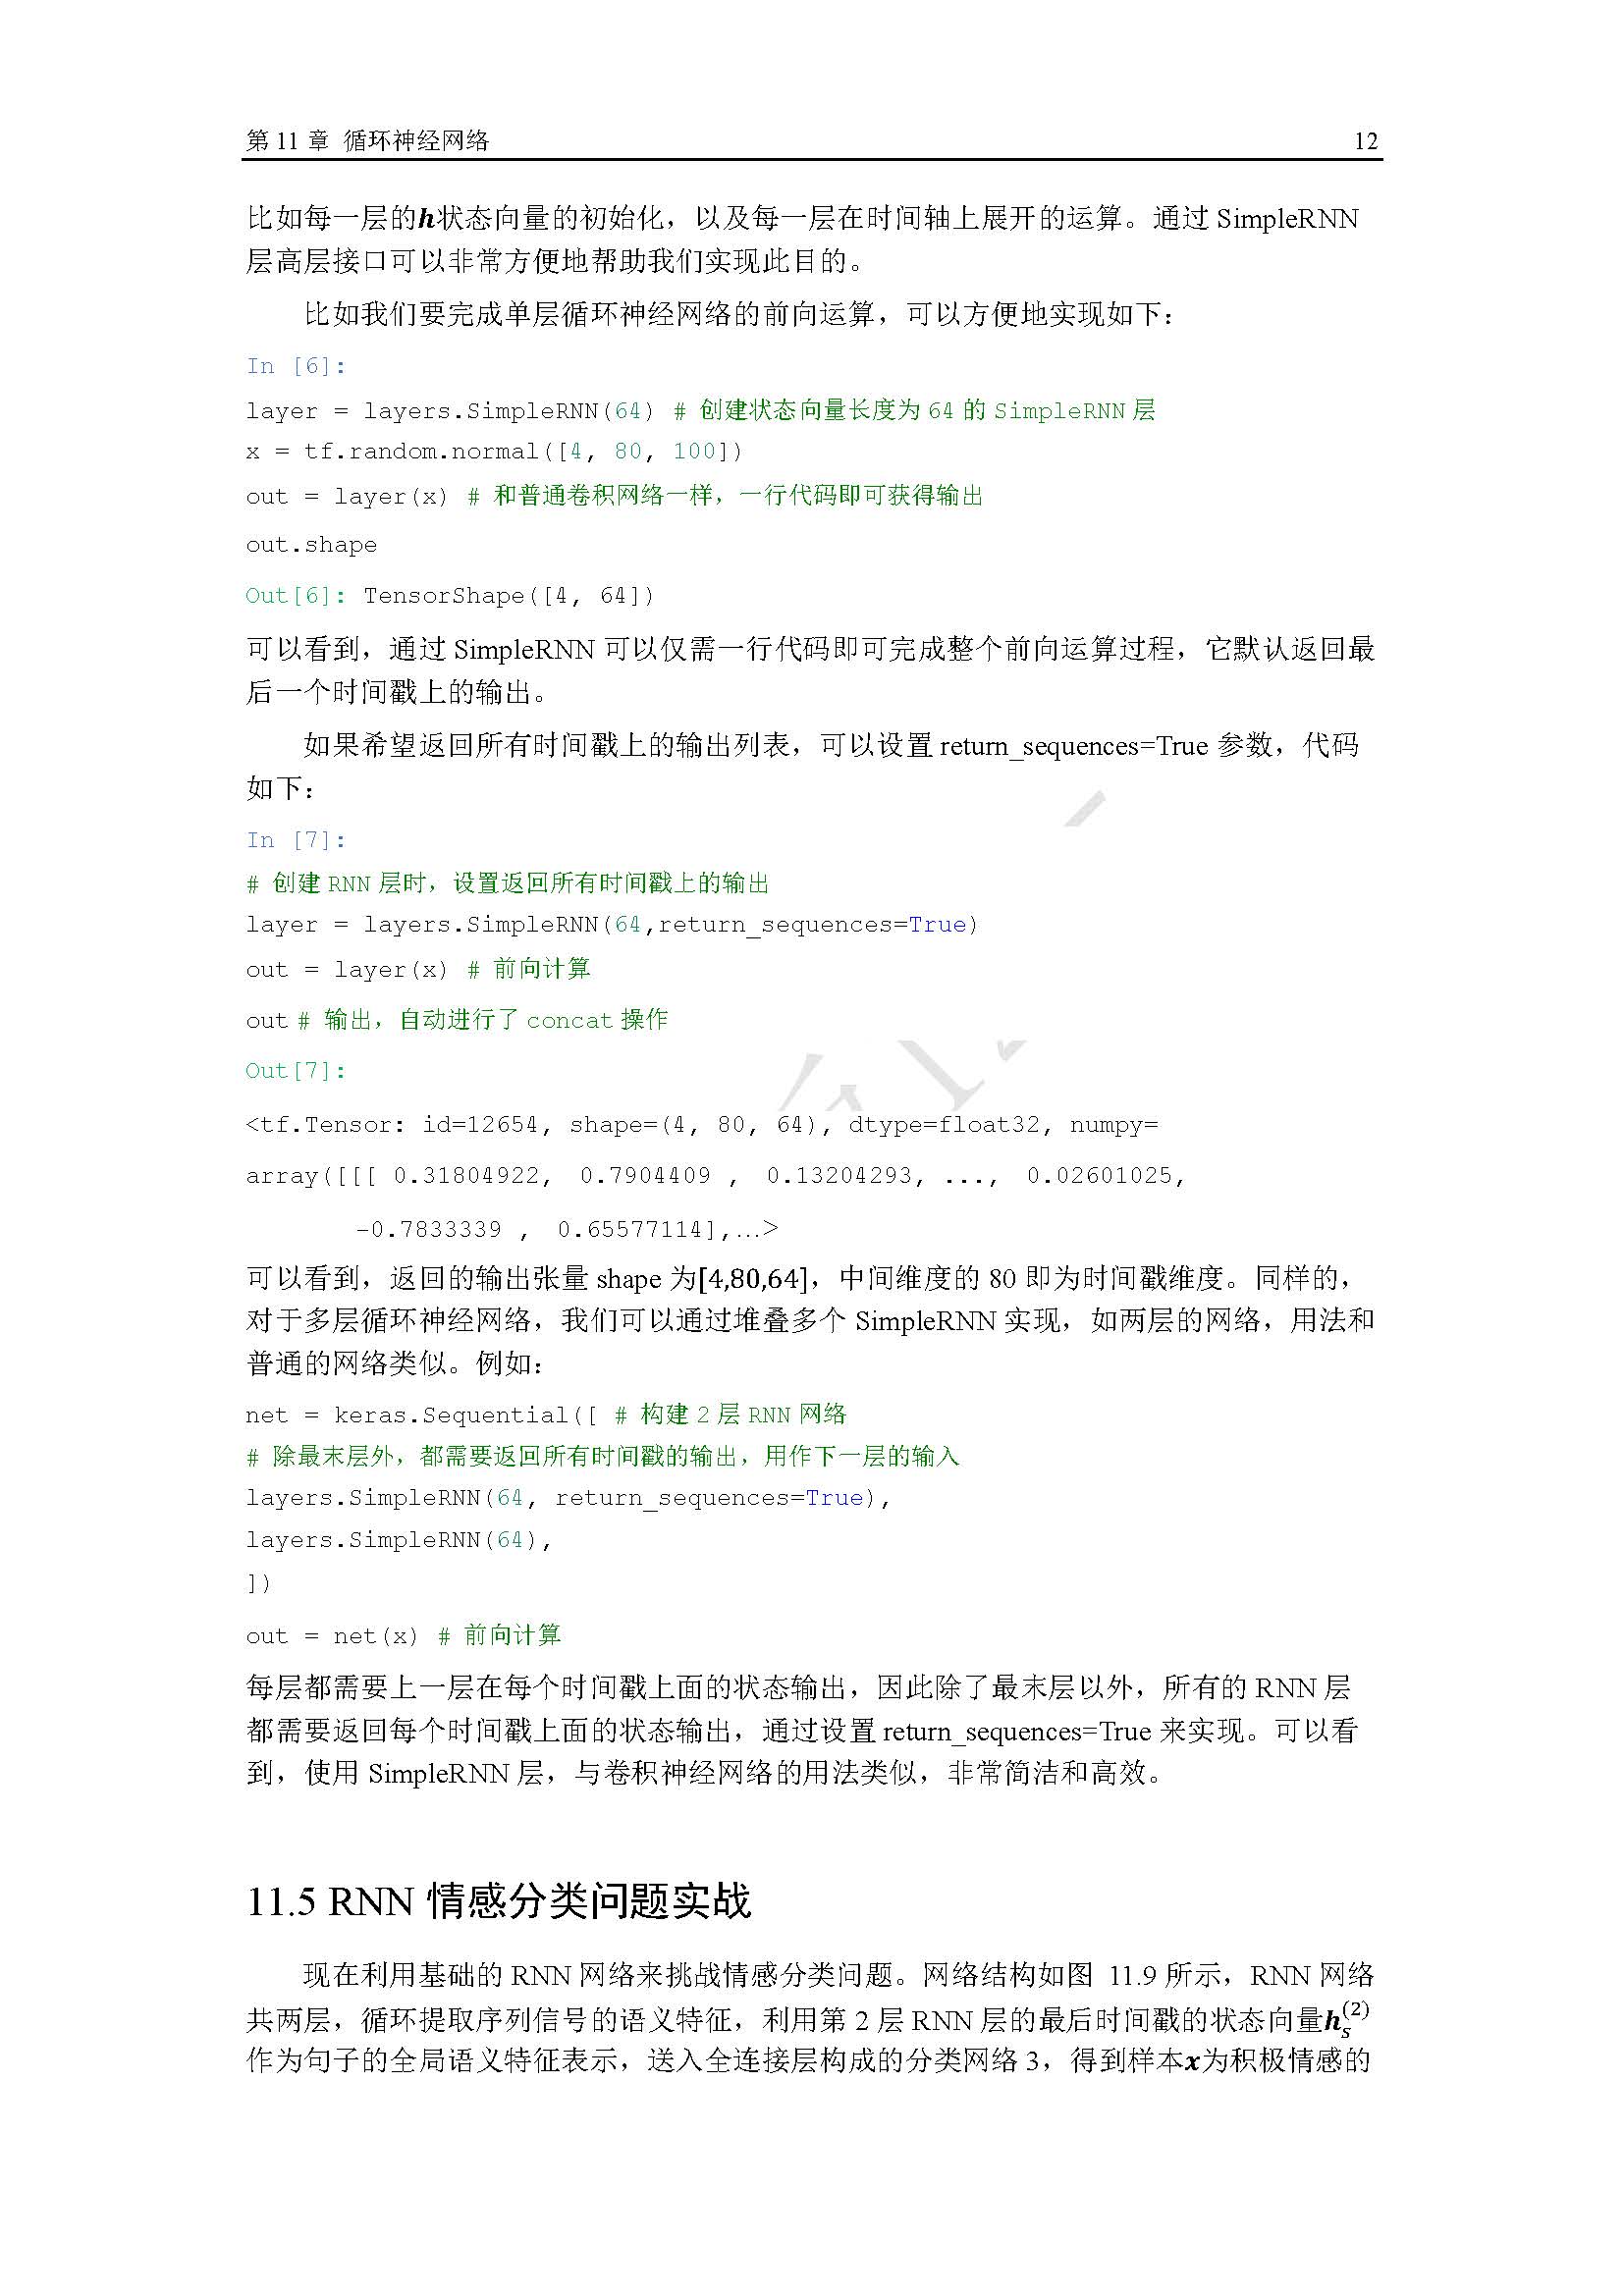 第 11 章 循环神经网络 12
比如每一层的h状态向量的初始化，以及每一层在时间轴上展开的运算。通过 SimpleRNN
层高层接口可以非常方便地帮助我们实现此目的。
比如我们要完成单层循环神经网络的前向运算，可以方便地实现如下：
In [6]:
layer = layers.SimpleRNN(64) # 创建状态向量长度为 64 的 SimpleRNN 层
x = tf.random.normal([4, 80, 100])
out = layer(x) # 和普通卷积网络一样，一行代码即可获得输出
out.shape
Out[6]: TensorShape([4, 64])
可以看到，通过 SimpleRNN 可以仅需一行代码即可完成整个前向运算过程，它默认返回最
后一个时间戳上的输出。
如果希望返回所有时间戳上的输出列表，可以设置 return_sequences=True 参数，代码
如下：
In [7]:
# 创建 RNN 层时，设置返回所有时间戳上的输出
layer = layers.SimpleRNN(64,return_sequences=True)
out = layer(x) # 前向计算
out # 输出，自动进行了 concat 操作
Out[7]:
<tf.Tensor: id=12654, shape=(4, 80, 64), dtype=float32, numpy=
array([[[ 0.31804922, 0.7904409 , 0.13204293, ..., 0.02601025,
-0.7833339 , 0.65577114],…>
可以看到，返回的输出张量 shape 为[4,80,64]，中间维度的 80 即为时间戳维度。同样的，
对于多层循环神经网络，我们可以通过堆叠多个 SimpleRNN 实现，如两层的网络，用法和
普通的网络类似。例如：
net = keras.Sequential([ # 构建 2 层 RNN 网络
# 除最末层外，都需要返回所有时间戳的输出，用作下一层的输入
layers.SimpleRNN(64, return_sequences=True),
layers.SimpleRNN(64),
])
out = net(x) # 前向计算
每层都需要上一层在每个时间戳上面的状态输出，因此除了最末层以外，所有的 RNN 层
都需要返回每个时间戳上面的状态输出，通过设置 return_sequences=True 来实现。可以看
到，使用 SimpleRNN 层，与卷积神经网络的用法类似，非常简洁和高效。
11.5 RNN 情感分类问题实战
现在利用基础的 RNN 网络来挑战情感分类问题。网络结构如图 11.9 所示，RNN 网络
共两层，循环提取序列信号的语义特征，利用第 2 层 RNN 层的最后时间戳的状态向量h_s^(2)
作为句子的全局语义特征表示，送入全连接层构成的分类网络 3，得到样本x为积极情感的